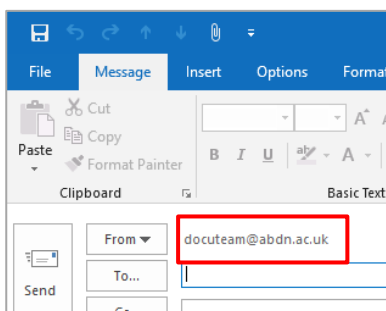 File Message Insert Options Format
Cut
Copy
Paste
Format Painter
B I U ab A
Clipboard Basic Text
From docuteam@abdn.ac.uk
To...
Send